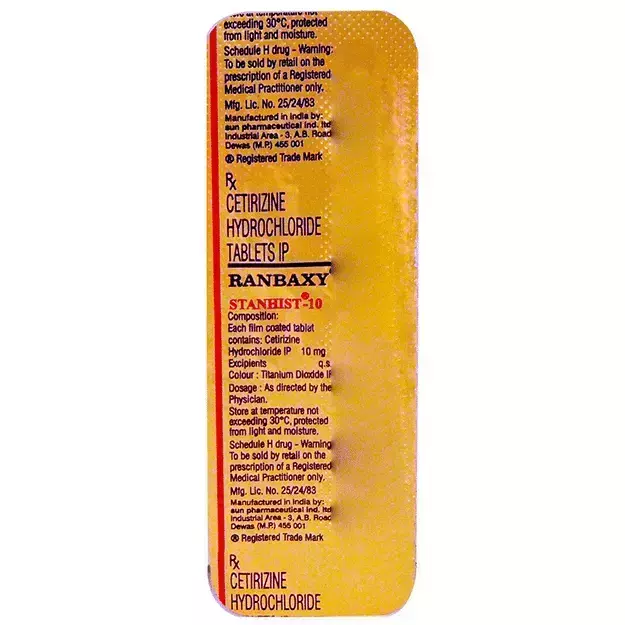 Store at temperature not
exceeding 30°C, protected
from light and moisture.
Schedule H drug - Warning:
To be sold by retail on the
prescription of a Registered
Medical Practitioner only.
Mfg. Lic. No. 25/24/83
Manufactured in India by:
sun pharmaceutical ind. ltd
Industrial Area - 3, A.B. Road
Dewas (M.P.) 455 001
® Registered Trade Mark
Rx
CETIRIZINE
HYDROCHLORIDE
TABLETS IP
RANBAXY
STANHIST®-10
Composition:
Each film coated tablet
contains: Cetirizine
Hydrochloride IP 10 mg
Excipients q.s
Colour : Titanium Dioxide IP
Dosage : As directed by the
Physician.
Store at temperature not
exceeding 30°C, protected
from light and moisture.
Schedule H drug - Warning
To be sold by retail on the
prescription of a Registered
Medical Practitioner only.
Mfg. Lic. No. 25/24/83
Manufactured in India by:
sun pharmaceutical ind. ltd
Industrial Area - 3, A.B. Road
Dewas (M.P.) 455 001
® Registered Trade Mark
Rx
CETIRIZINE
HYDROCHLORIDE